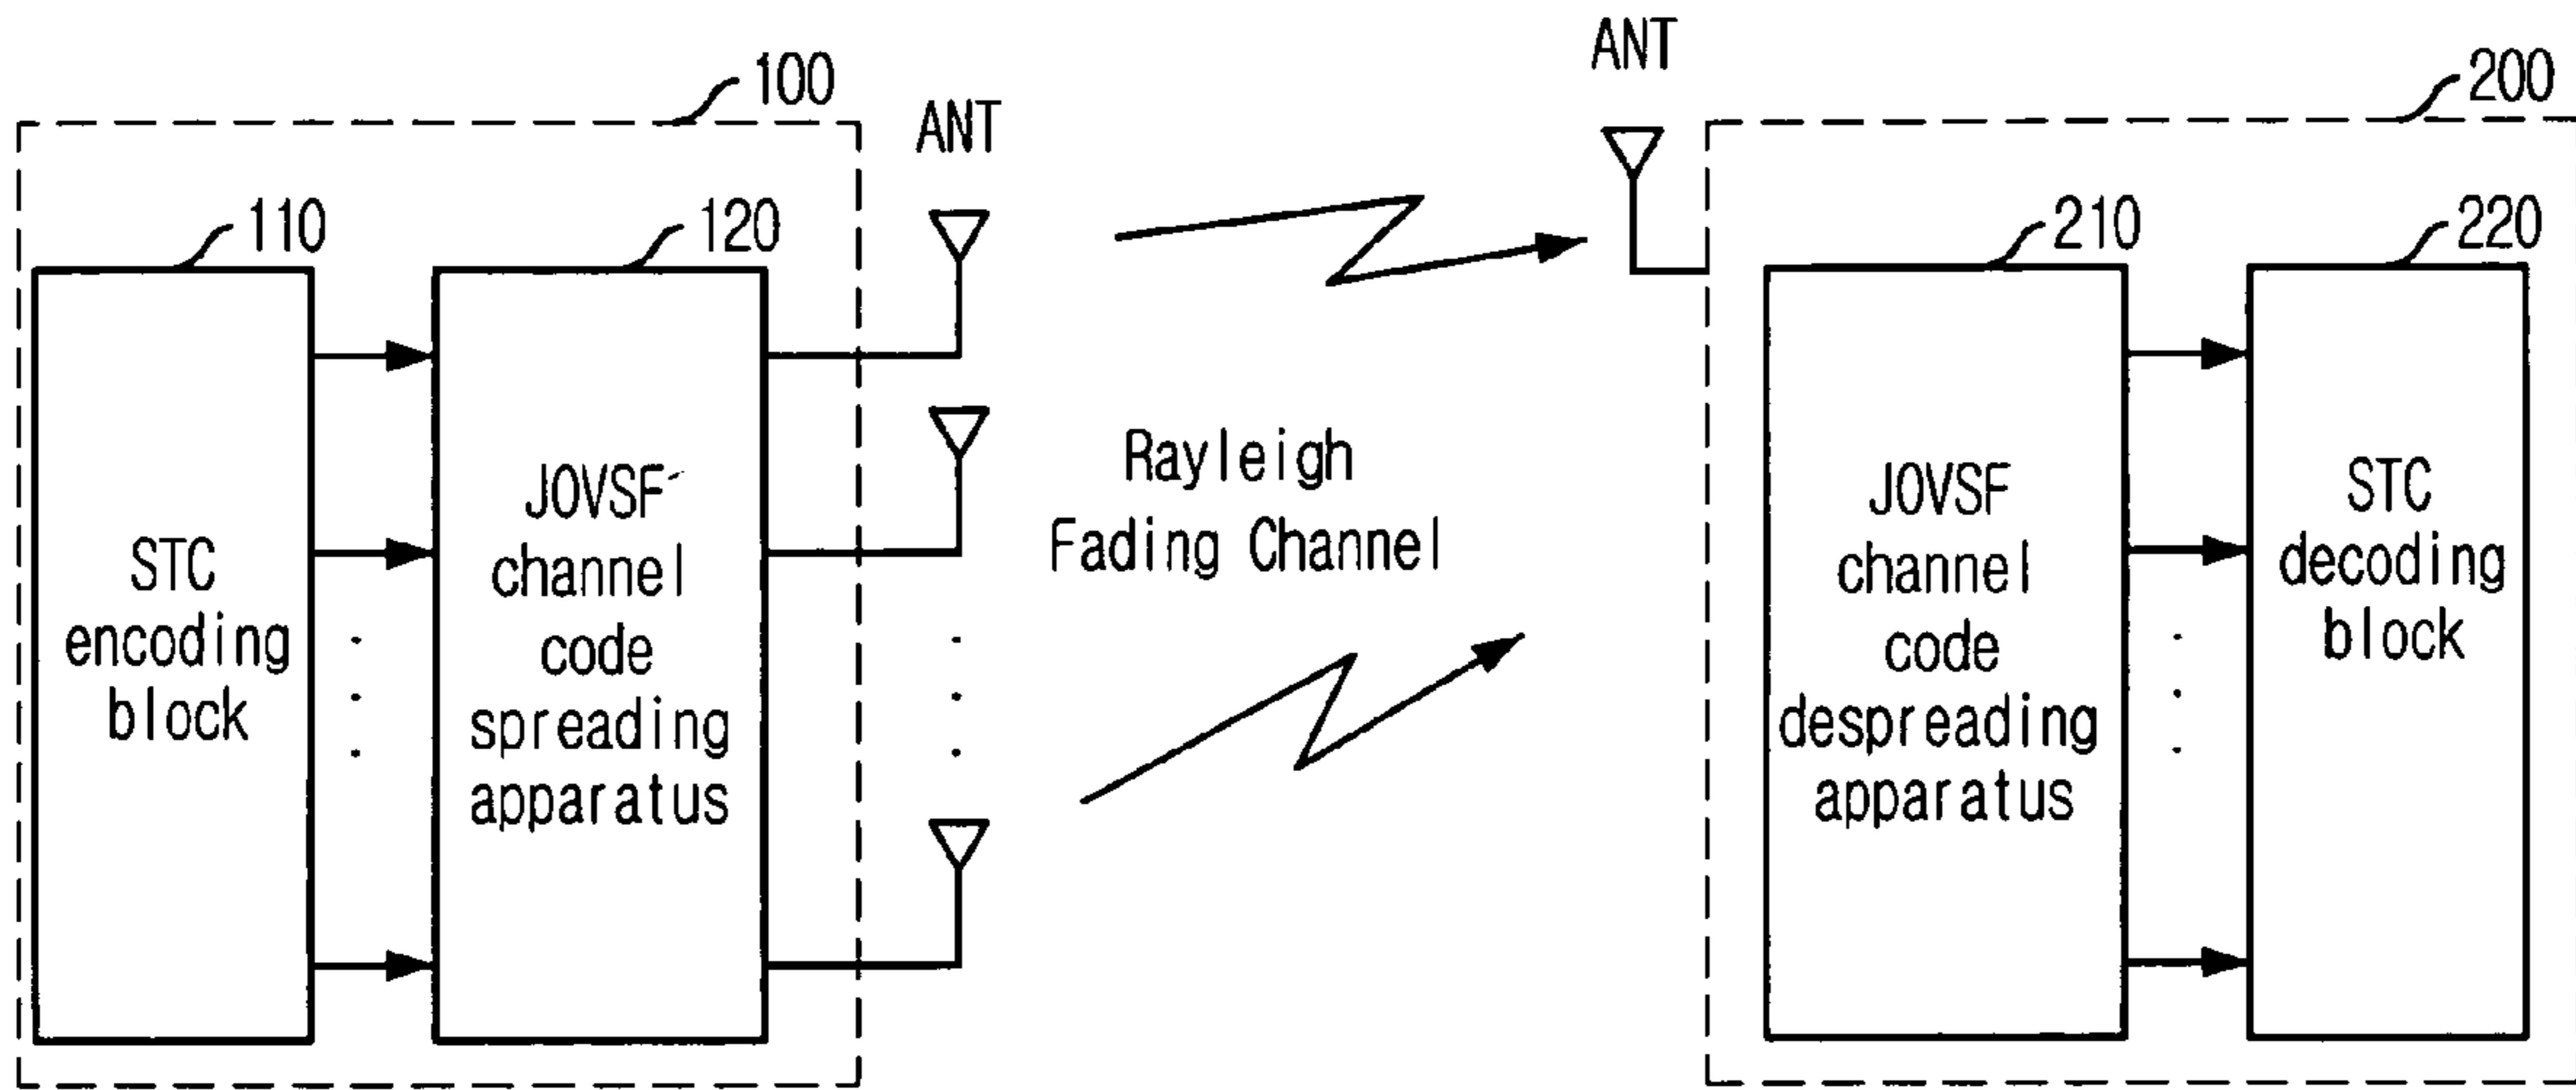 100
ANT
ANT
200
110
120
210
220
STC
encoding
block
JOVSF
channel
code
spreading
apparatus
Rayleigh
Fading Channel
JOVSF
channel
code
despreading
apparatus
STC
decoding
block